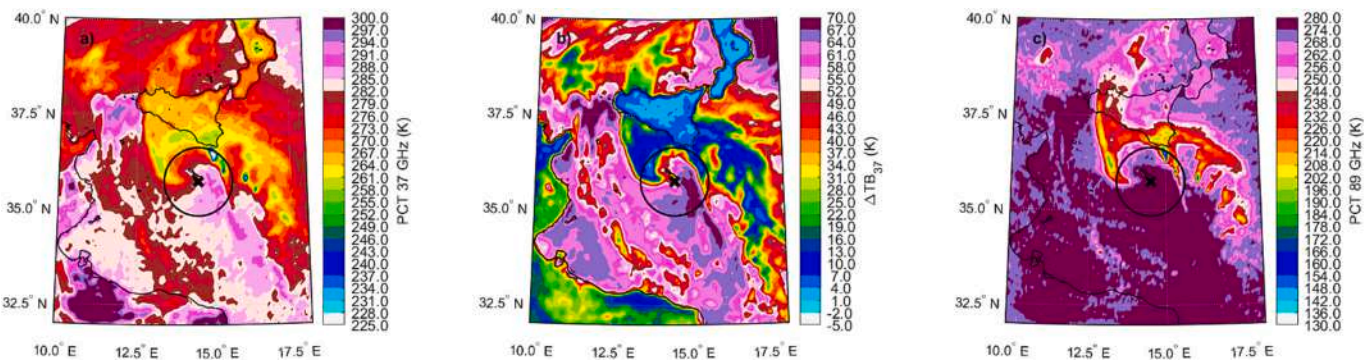 40.0° N
37.5° N
35.0° N
32.5° N
10.0° E
12.5° E
15.0° E
17.5° E
a)
300.0
297.0
294.0
291.0
288.0
285.0
282.0
279.0
276.0
273.0
270.0
267.0
264.0
261.0
258.0
255.0
252.0
249.0
246.0
243.0
240.0
237.0
234.0
231.0
228.0
225.0
PCT 37 GHz (K)
40.0° N
37.5° N
35.0° N
32.5° N
10.0° E
12.5° E
15.0° E
17.5° E
b)
70.0
67.0
64.0
61.0
58.0
55.0
52.0
49.0
46.0
43.0
40.0
37.0
34.0
31.0
28.0
25.0
22.0
19.0
16.0
13.0
10.0
7.0
4.0
1.0
-2.0
-5.0
Δ TB37 (K)
40.0° N
37.5° N
35.0° N
32.5° N
10.0° E
12.5° E
15.0° E
17.5° E
c)
280.0
274.0
268.0
262.0
256.0
250.0
244.0
238.0
232.0
226.0
220.0
214.0
208.0
202.0
196.0
190.0
184.0
178.0
172.0
166.0
160.0
154.0
148.0
142.0
136.0
130.0
PCT 89 GHz (K)